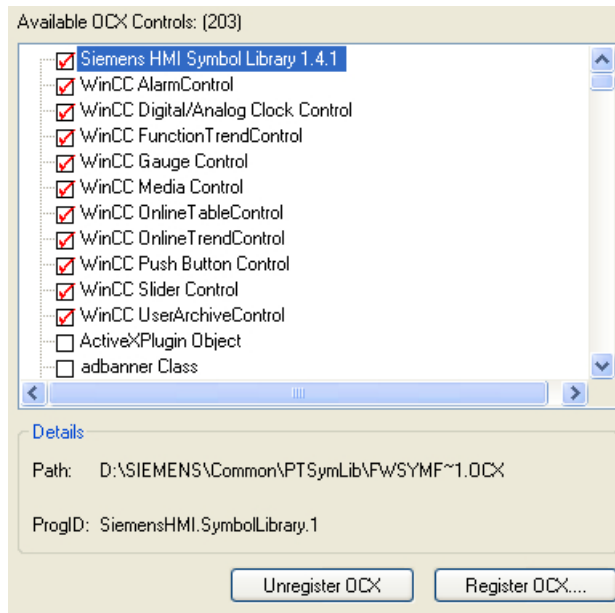 Available OCX Controls: (203)
Siemens HMI Symbol Library 1.4.1
WinCC AlarmControl
WinCC Digital/Analog Clock Control
WinCC FunctionTrendControl
WinCC Gauge Control
WinCC Media Control
WinCC OnlineTableControl
WinCC OnlineTrendControl
WinCC Push Button Control
WinCC Slider Control
WinCC UserArchiveControl
ActiveXPlugin Object
adbanner Class
Details
Path: D:\SIEMENS\Common\PTSymLib\FWSYMF~1.OCX
ProgID: SiemensHMI.SymbolLibrary.1
Unregister OCX Register OCX....